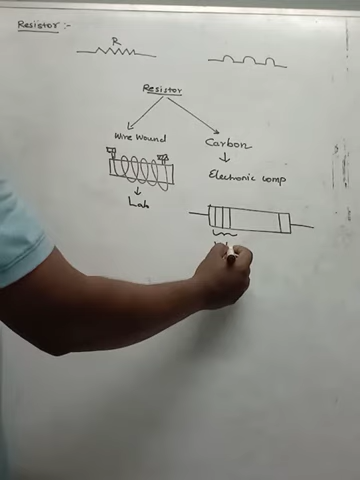 Resistor :-
R
Resistor
Wire Wound
Carbon
Electronic comp
Lab